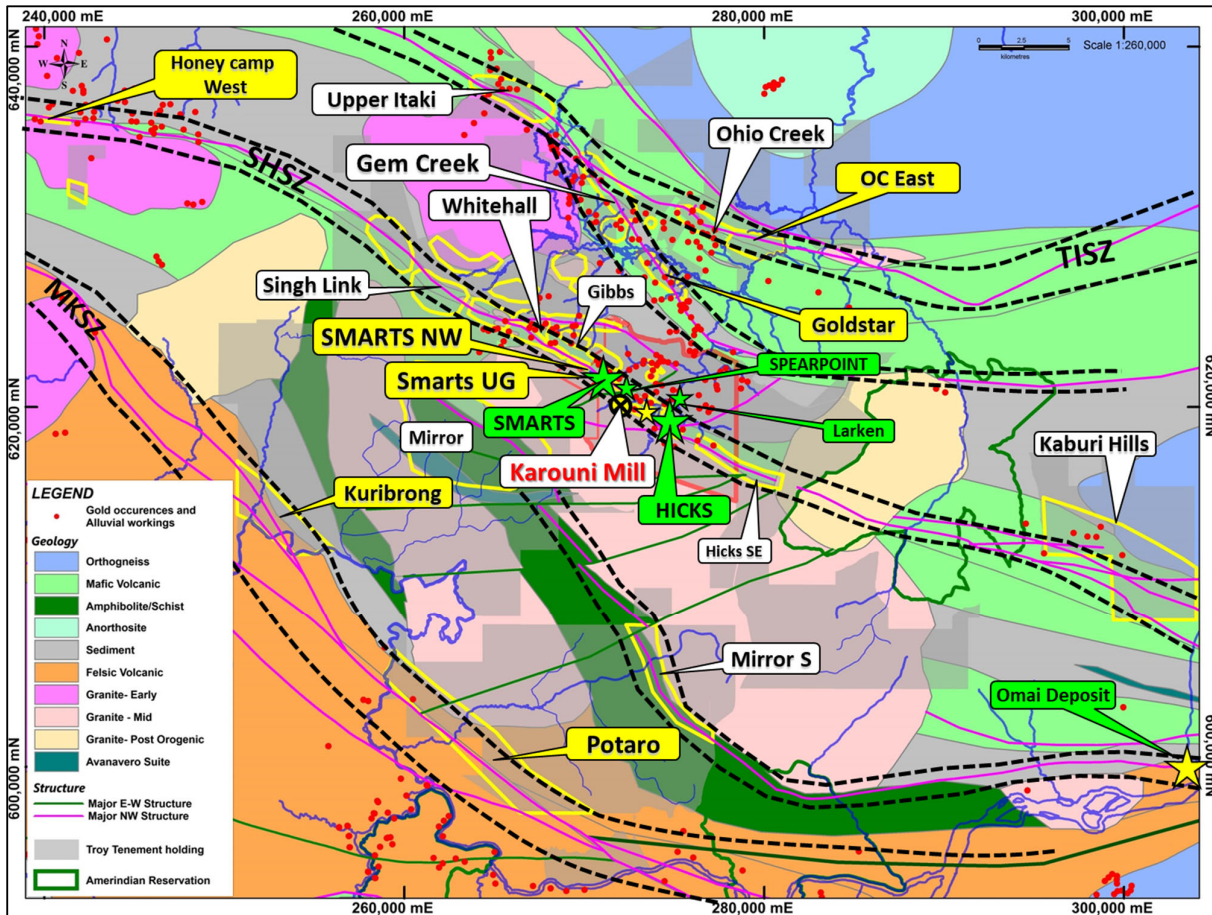 240,000 mE
260,000 mE
280,000 mE
300,000 mE
N
W E
S
0 2.5 5
kilometres
Scale 1:260,000
640,000 mN
Honey camp
West
Upper Itaki
Ohio Creek
SHSZ
Gem Creek
OC East
Whitehall
TISZ
Singh Link
Gibbs
MKSZ
Goldstar
SMARTS NW
SPEARPOINT
620,000 mN
620,000 mN
Smarts UG
SMARTS
Larken
Mirror
Kaburi Hills
Karouni Mill
Kuribrong
HICKS
Hicks SE
Mirror S
Omai Deposit
Potaro
600,000 mN
600,000 mN
LEGEND
Gold occurences and
Alluvial workings
Geology
Orthogneiss
Mafic Volcanic
Amphibolite/Schist
Anorthosite
Sediment
Felsic Volcanic
Granite- Early
Granite - Mid
Granite- Post Orogenic
Avanavero Suite
Structure
Major E-W Structure
Major NW Structure
Troy Tenement holding
Amerindian Reservation
260,000 mE
280,000 mE
300,000 mE